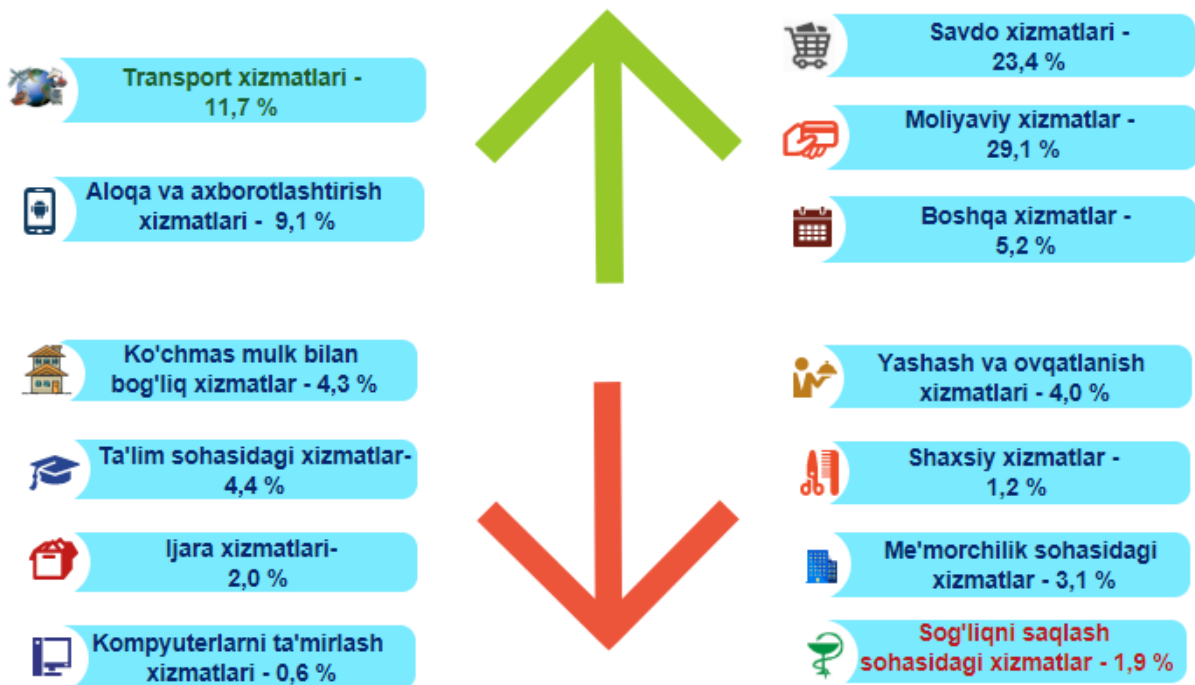 Transport xizmatlari -
11,7 %
Aloqa va axborotlashtirish
xizmatlari - 9,1 %
Savdo xizmatlari -
23,4 %
Moliyaviy xizmatlar -
29,1 %
Boshqa xizmatlar -
5,2 %
Ko'chmas mulk bilan
bog'liq xizmatlar - 4,3 %
Ta'lim sohasidagi xizmatlar-
4,4 %
Ijara xizmatlari-
2,0 %
Kompyuterlarni ta'mirlash
xizmatlari - 0,6 %
Yashash va ovqatlanish
xizmatlari - 4,0 %
Shaxsiy xizmatlar -
1,2 %
Me'morchilik sohasidagi
xizmatlar - 3,1 %
Sog'liqni saqlash
sohasidagi xizmatlar - 1,9 %